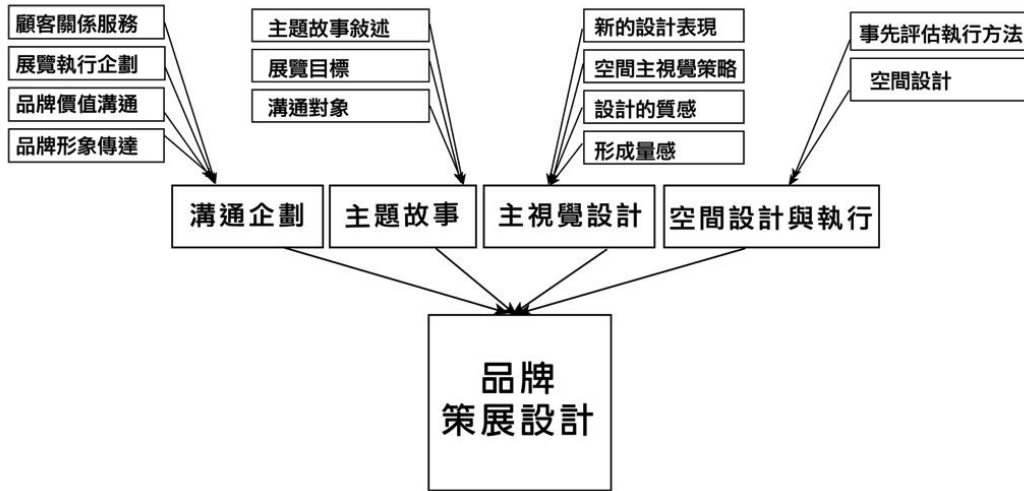 顧客關係服務
展覽執行企劃
品牌價值溝通
品牌形象傳達
主題故事敍述
展覽目標
溝通對象
新的設計表現
空間主視覺策略
設計的質感
形成量感
事先評估執行方法
空間設計
溝通企劃
主題故事
主視覺設計
空間設計與執行
品牌
策展設計